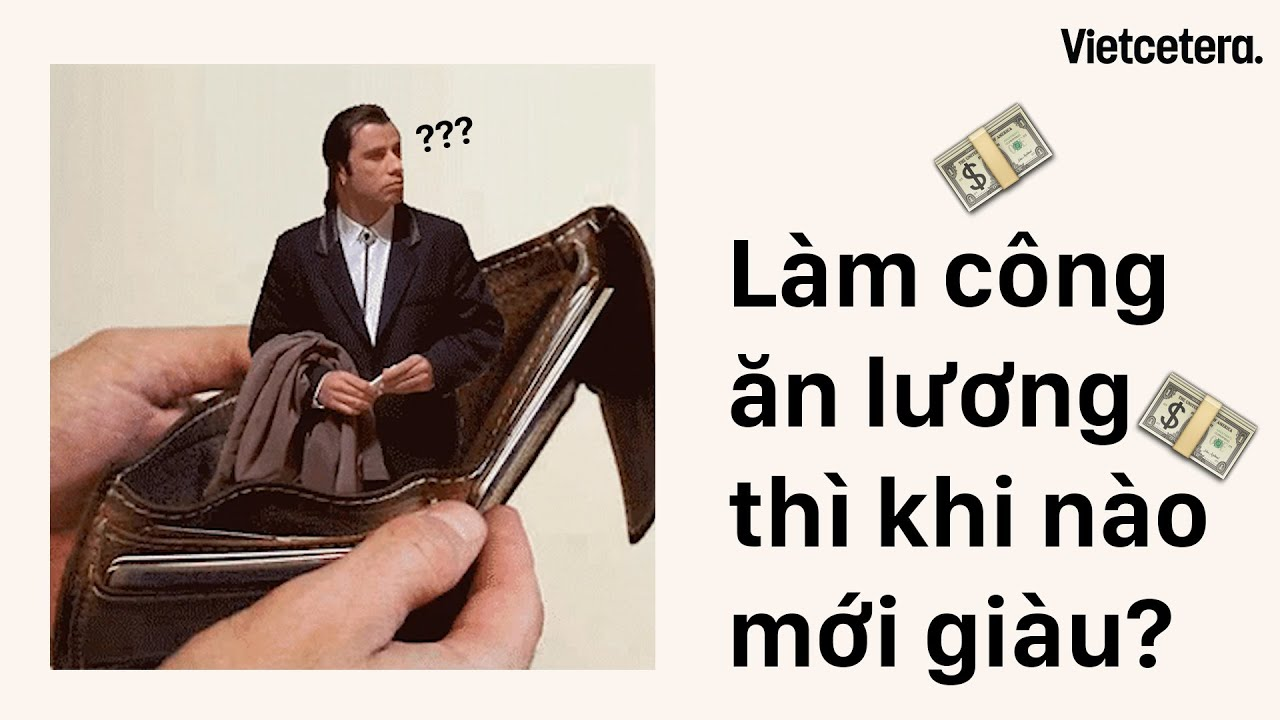 Vietcetera.
???
Làm công
ăn lương
thì khi nào
mới giàu?
$
$